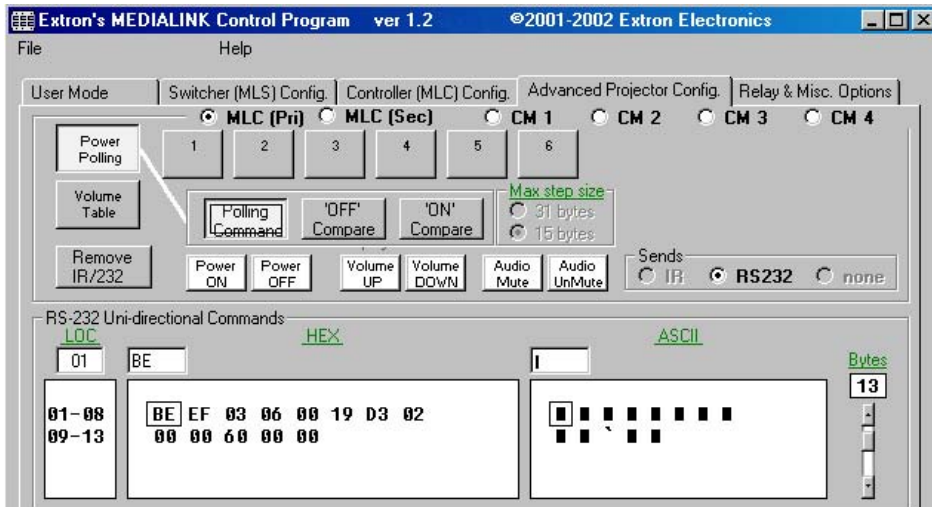 Extron's MEDIALINK Control Program ver 1.2 ©2001-2002 Extron Electronics
File Help
User Mode Switcher (MLS) Config. Controller (MLC) Config. Advanced Projector Config. Relay & Misc. Options
MLC (Pri) MLC (Sec) CM 1 CM 2 CM 3 CM 4
Power
Polling
1 2 3 4 5 6
Volume
Table
Polling
Command
'OFF'
Compare
'ON'
Compare
Max step size
31 bytes
15 bytes
Remove
IR/232
Power
ON
Power
OFF
Volume
UP
Volume
DOWN
Audio
Mute
Audio
UnMute
Sends
IR RS232 none
RS-232 Uni-directional Commands
LOC HEX ASCII Bytes
01 BE
13
01-08 BE EF 03 06 00 19 D3 02
09-13 00 00 60 00 00 `